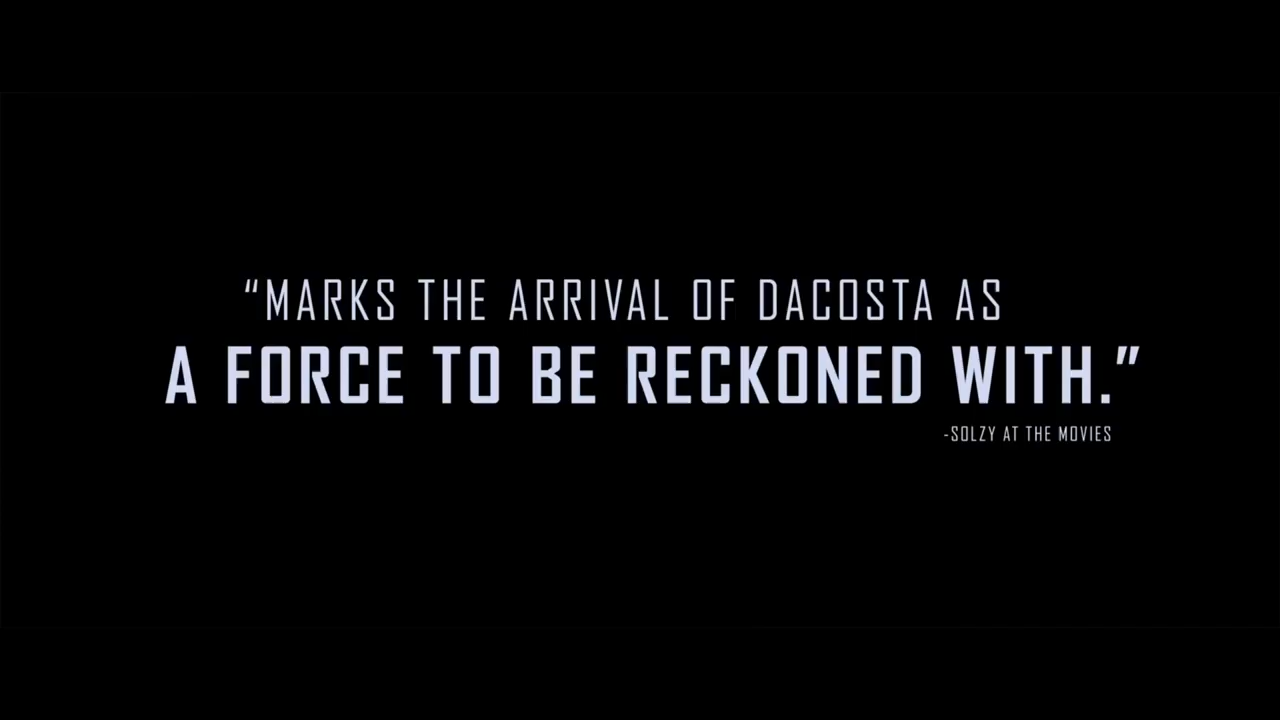 “MARKS THE ARRIVAL OF DACOSTA AS
A FORCE TO BE RECKONED WITH.”
-SOLZY AT THE MOVIES